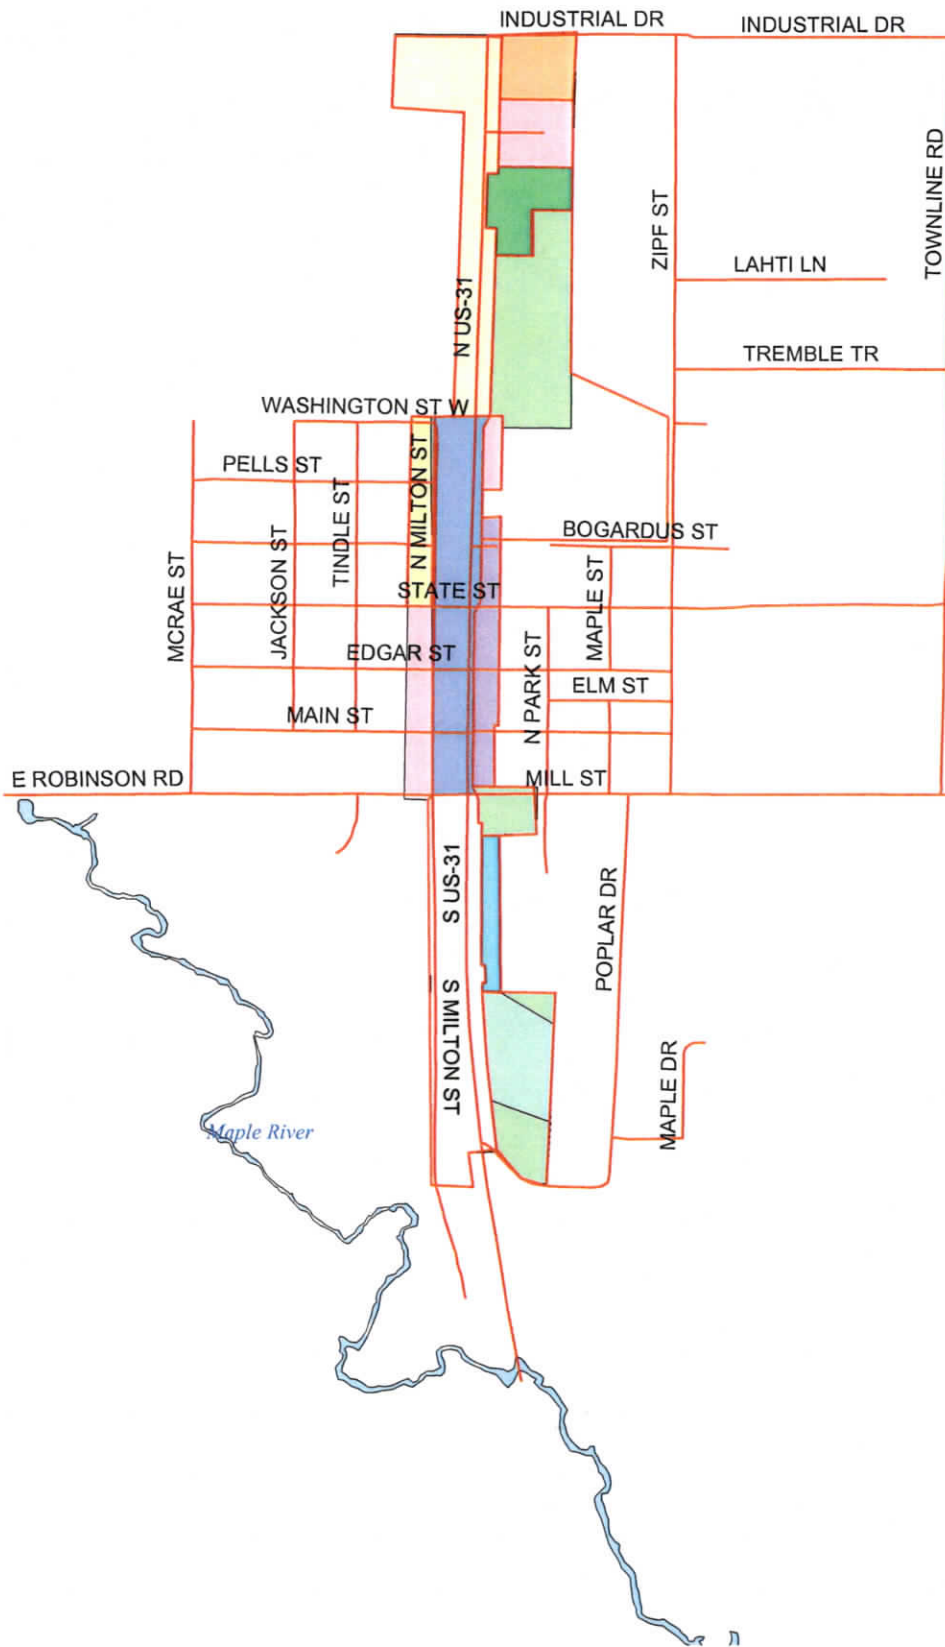 INDUSTRIAL DR
INDUSTRIAL DR
TOWNLINE RD
ZIPF ST
LAHTI LN
N US-31
TREMBLE TR
WASHINGTON ST W
N MILTON ST
PELLS ST
TINDLE ST
BOGARDUS ST
JACKSON ST
MCRAE ST
MAPLE ST
STATE ST
N PARK ST
EDGAR ST
ELM ST
MAIN ST
E ROBINSON RD
MILL ST
S US-31
POPLAR DR
S MILTON ST
MAPLE DR
Maple River